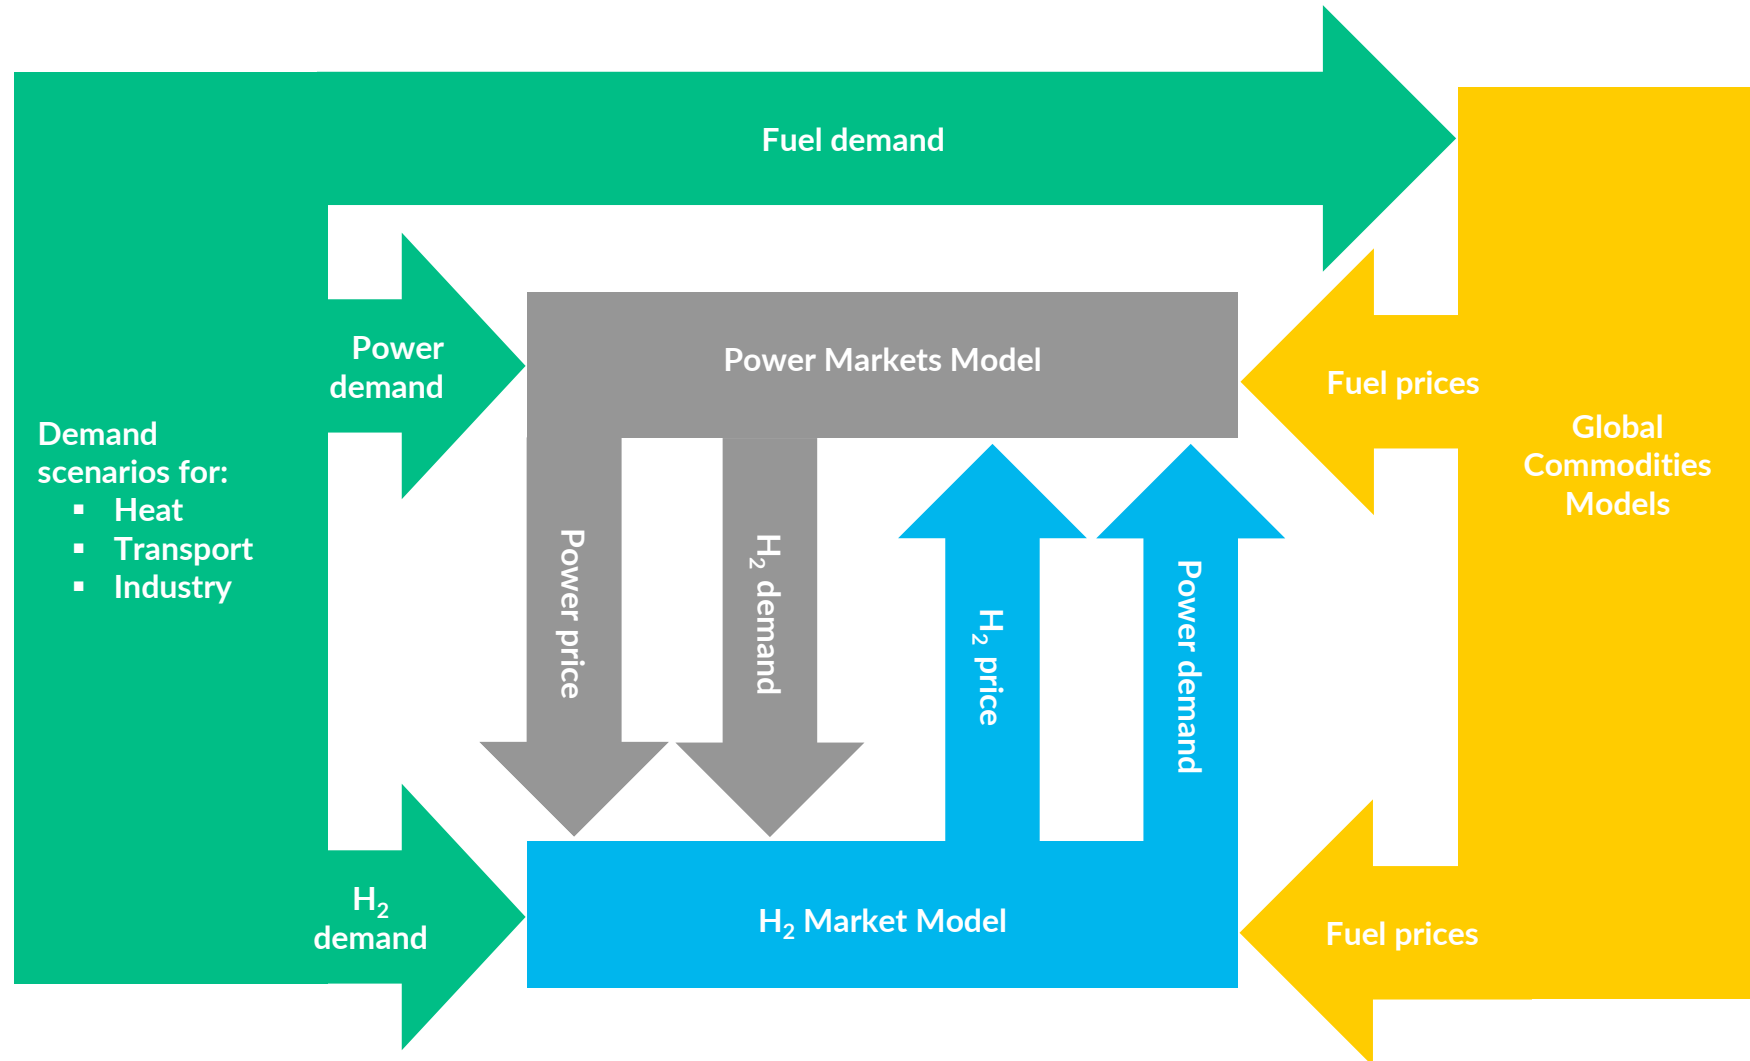 Fuel demand
Power
demand
Power Markets Model
Fuel prices
Demand
scenarios for:
▪ Heat
▪ Transport
▪ Industry
Global
Commodities
Models
Power price
H₂ demand
H₂ price
Power demand
H₂
demand
H₂ Market Model
Fuel prices